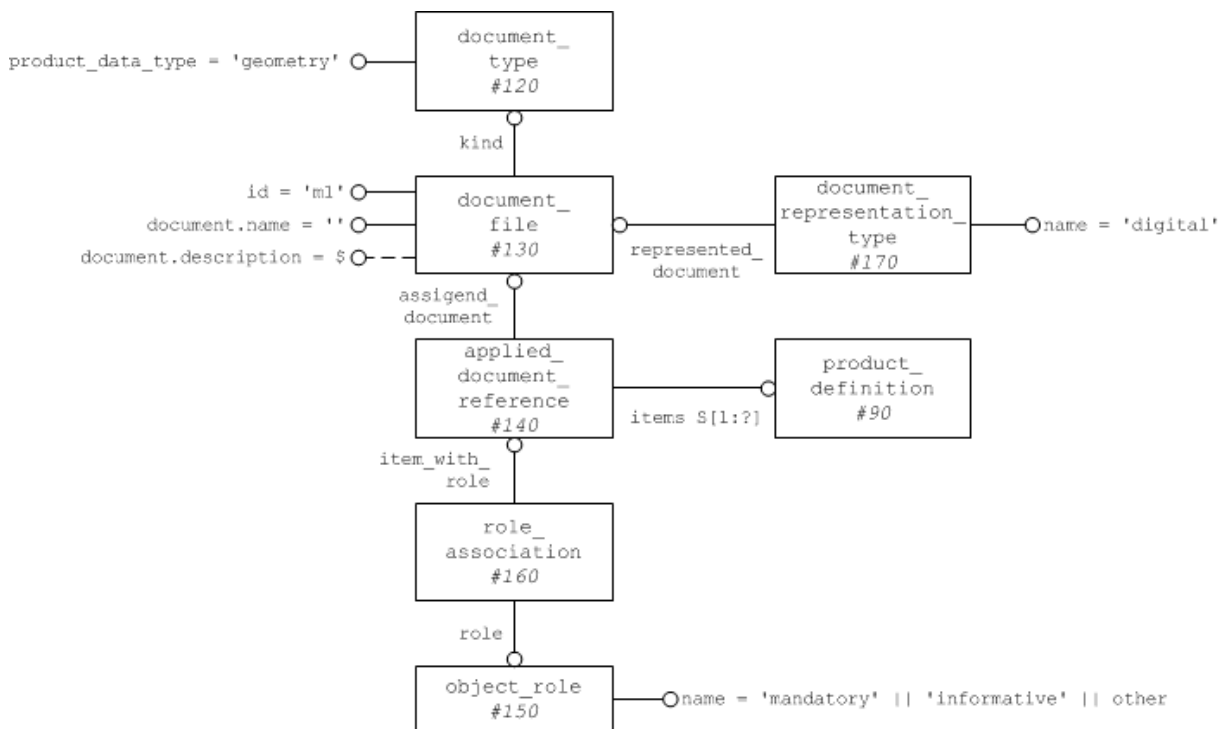 document_
type
#120
product_data_type = 'geometry'
kind
id = 'm1'
document.name = ''
document.description = $
document_
file
#130
represented_
document
document_
representation_
type
#170
name = 'digital'
assigend_
document
applied_
document_
reference
#140
items S[1:?]
product_
definition
#90
item_with_
role
role_
association
#160
role
object_role
#150
name = 'mandatory' || 'informative' || other